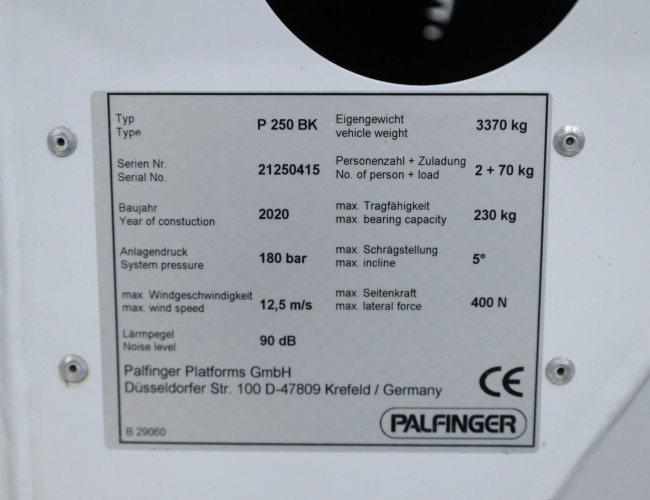 Typ
Type
P 250 BK
Eigengewicht
vehicle weight
3370 kg
Serien Nr.
Serial No.
21250415
Personenzahl + Zuladung
No. of person + load
2 + 70 kg
Baujahr
Year of constuction
2020
max. Tragfähigkeit
max. bearing capacity
230 kg
Anlagendruck
System pressure
180 bar
max. Schrägstellung
max. incline
5°
max. Windgeschwindigkeit
max. wind speed
12,5 m/s
max. Seitenkraft
max. lateral force
400 N
Lärmpegel
Noise level
90 dB
Palfinger Platforms GmbH
Düsseldorfer Str. 100 D-47809 Krefeld / Germany
CE
B 29060
PALFINGER